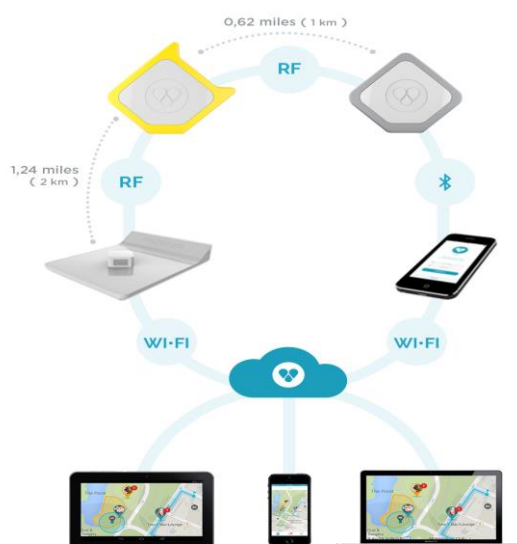 0,62 miles ( 1 km )
RF
1,24 miles
( 2 km )
RF
WI•FI
WI•FI